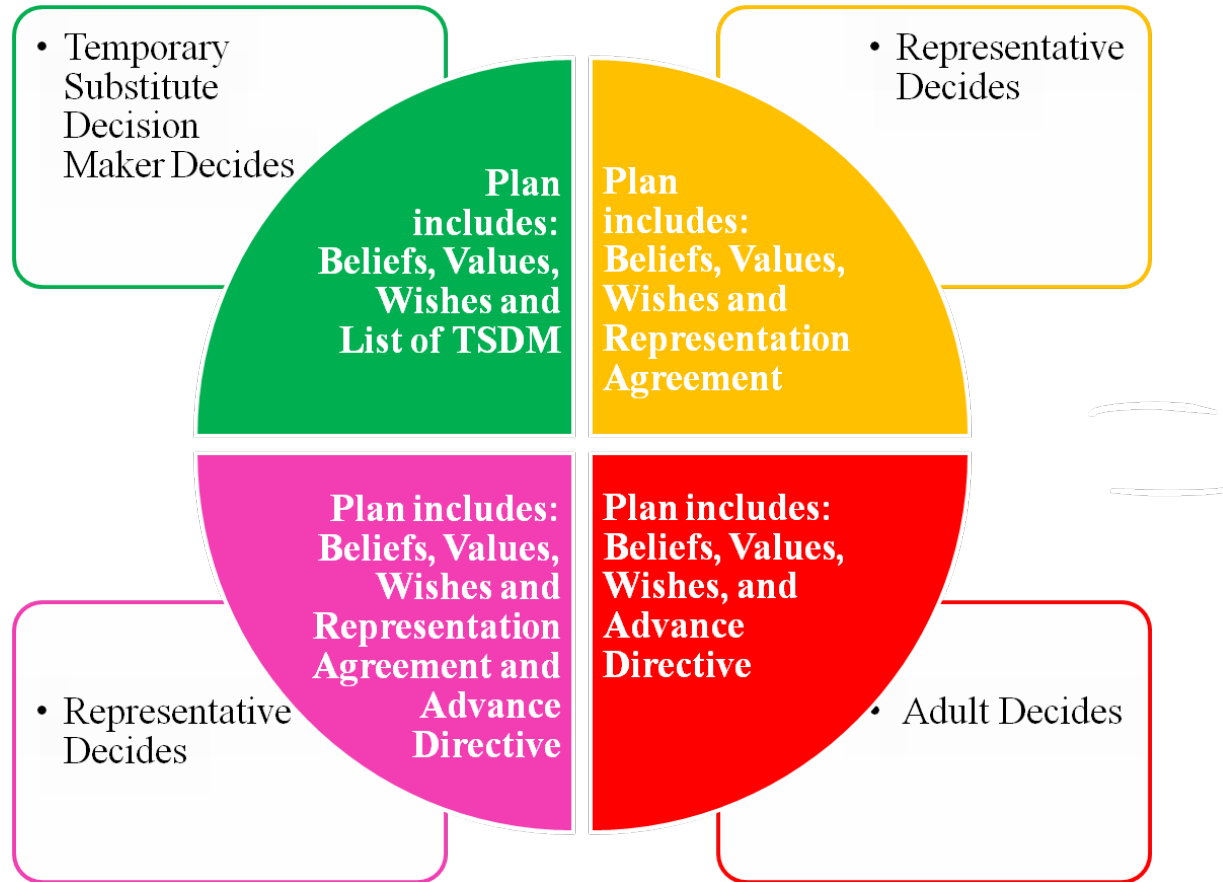 • Temporary
Substitute
Decision
Maker Decides
• Representative
Decides
Plan
includes:
Beliefs, Values,
Wishes and
List of TSDM
Plan
includes:
Beliefs, Values,
Wishes and
Representation
Agreement
Plan includes:
Beliefs, Values,
Wishes and
Representation
Agreement and
Advance
Directive
Plan includes:
Beliefs, Values,
Wishes, and
Advance
Directive
• Representative
Decides
• Adult Decides